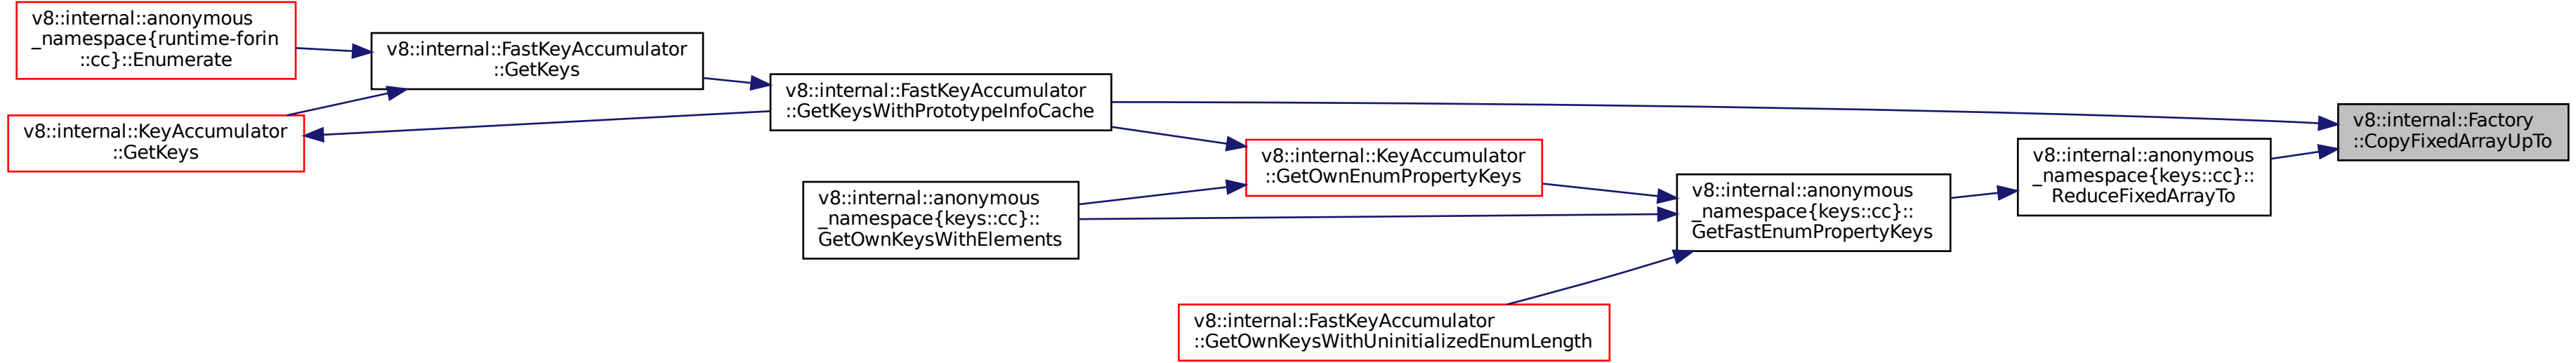 v8::internal::anonymous
_namespace{runtime-forin
::cc}::Enumerate
v8::internal::FastKeyAccumulator
::GetKeys
v8::internal::KeyAccumulator
::GetKeys
v8::internal::FastKeyAccumulator
::GetKeysWithPrototypeInfoCache
v8::internal::anonymous
_namespace{keys::cc}::
GetOwnKeysWithElements
v8::internal::KeyAccumulator
::GetOwnEnumPropertyKeys
v8::internal::FastKeyAccumulator
::GetOwnKeysWithUninitializedEnumLength
v8::internal::anonymous
_namespace{keys::cc}::
GetFastEnumPropertyKeys
v8::internal::anonymous
_namespace{keys::cc}::
ReduceFixedArrayTo
v8::internal::Factory
::CopyFixedArrayUpTo